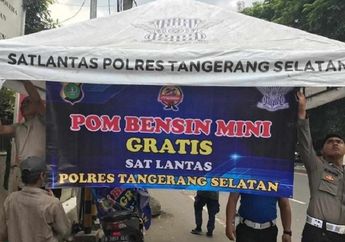 SATLANTAS POLRES TANGERANG SELATAN
POM BENSIN MINI
GRATIS
SAT LANTAS
POLRES TANGERANG SELATAN